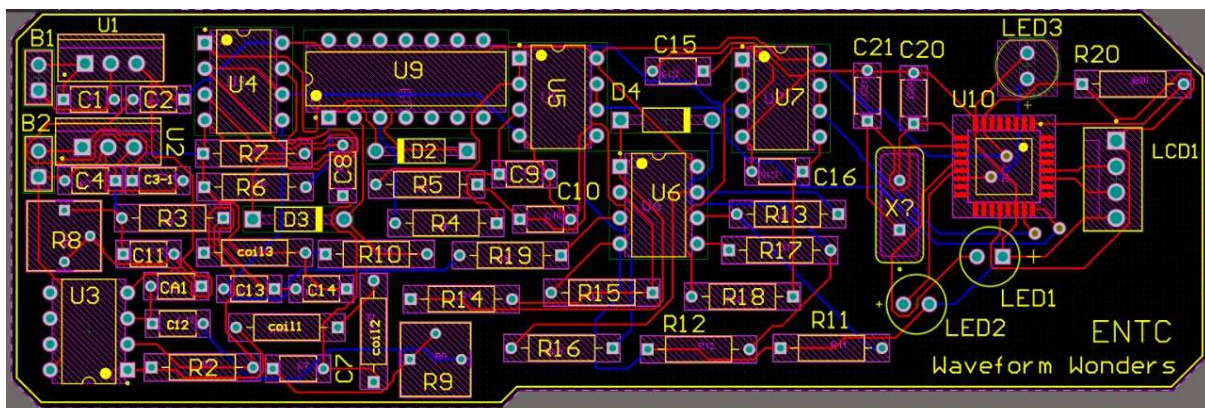 B1
U1
C1
C2
U4
U9
U5
C15
D4
U7
C21
C20
LED3
R20
U10
LCD1
B2
U2
C4
C3-1
R7
R6
C8
D2
R5
C9
C10
U6
C16
X?
R8
R3
D3
R4
R13
C11
coil3
R10
R19
R17
LED1
U3
CA1
C13
C14
R14
R15
R18
LED2
C12
coil1
coil2
R2
C7
R9
R16
R12
R11
ENTC
Waveform Wonders